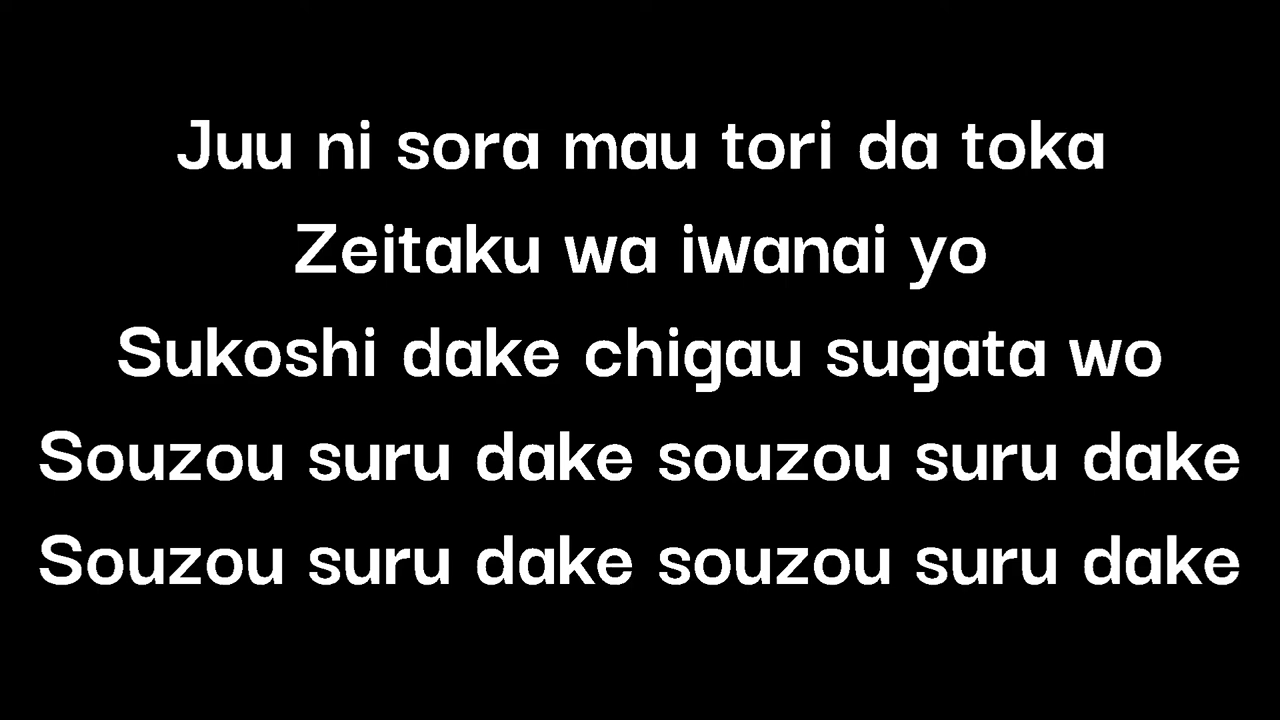 Juu ni sora mau tori da toka
Zeitaku wa iwanai yo
Sukoshi dake chigau sugata wo
Souzou suru dake souzou suru dake
Souzou suru dake souzou suru dake